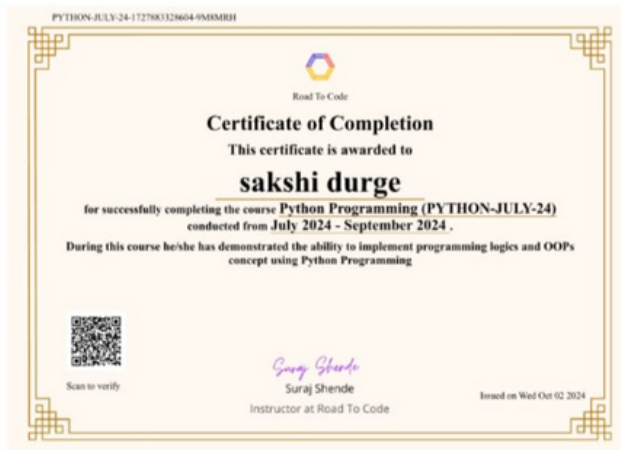 PYTHON-JULY-24-1727883328604-9M8MRH
Road To Code
Certificate of Completion
This certificate is awarded to
sakshi durge
for successfully completing the course Python Programming (PYTHON-JULY-24)
conducted from July 2024 - September 2024 .
During this course he/she has demonstrated the ability to implement programming logics and OOPs
concept using Python Programming
Suraj Shende
Suraj Shende
Scan to verify
Instructor at Road To Code
Issued on Wed Oct 02 2024